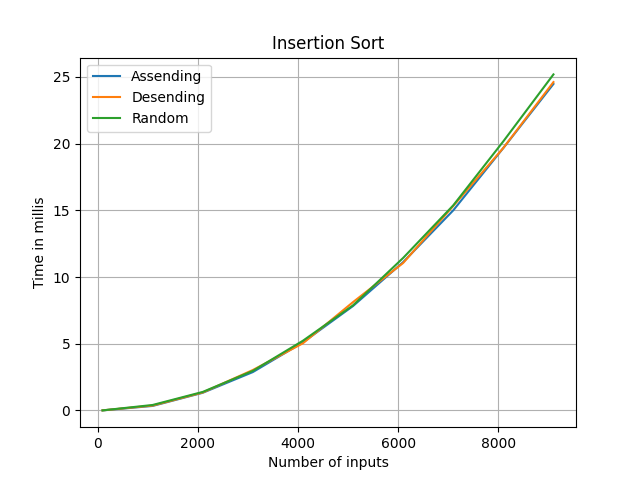 Insertion Sort
Assending
Desending
Random
25
20
15
10
5
0
Time in millis
0 2000 4000 6000 8000
Number of inputs